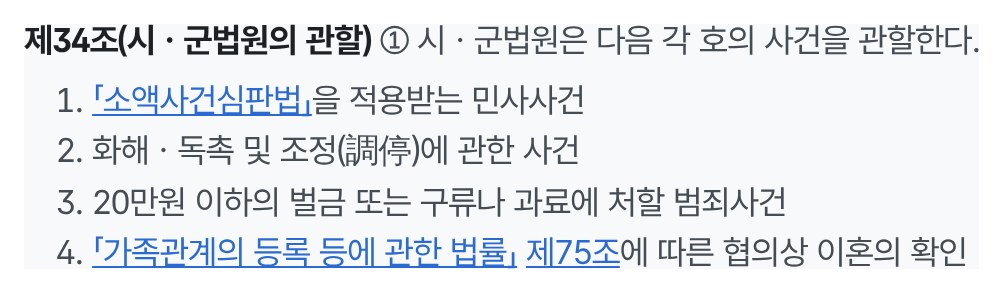 제34조(시ㆍ군법원의 관할) ① 시ㆍ군법원은 다음 각 호의 사건을 관할한다.
1. 「소액사건심판법」을 적용받는 민사사건
2. 화해ㆍ독촉 및 조정(調停)에 관한 사건
3. 20만원 이하의 벌금 또는 구류나 과료에 처할 범죄사건
4. 「가족관계의 등록 등에 관한 법률」 제75조에 따른 협의상 이혼의 확인